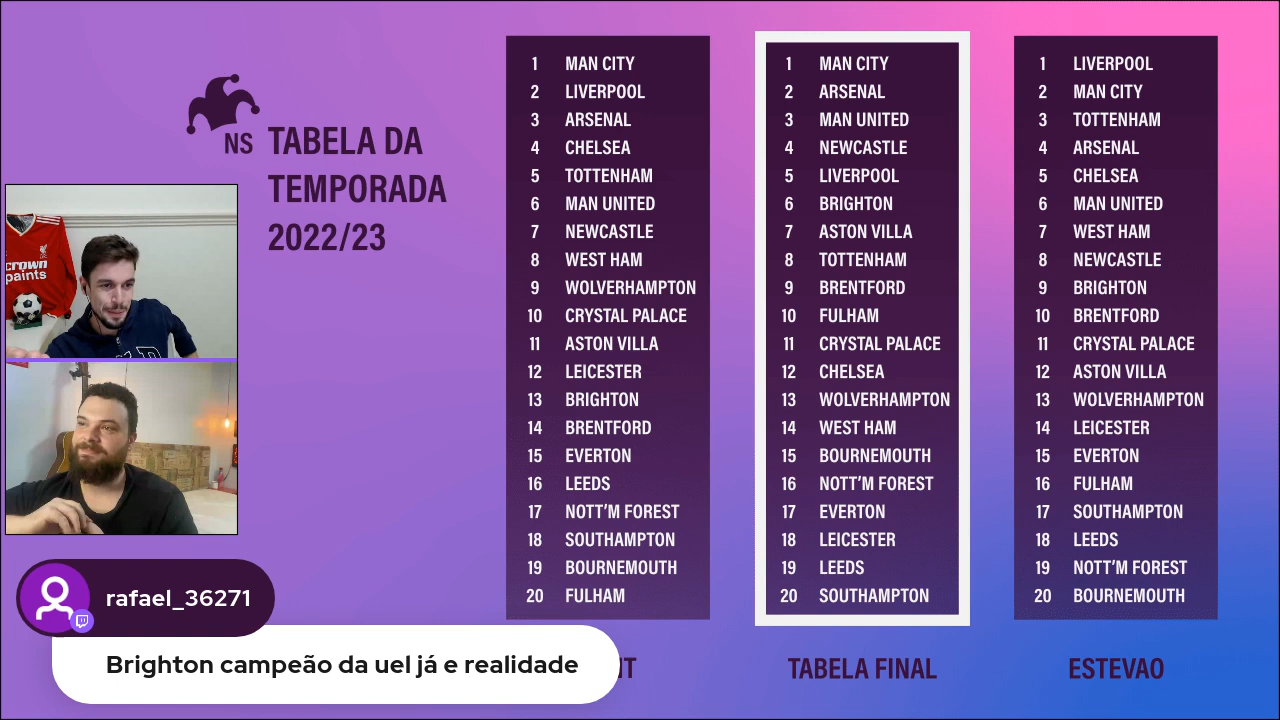 NS
TABELA DA
TEMPORADA
2022/23
crown
paints
1 MAN CITY
2 LIVERPOOL
3 ARSENAL
4 CHELSEA
5 TOTTENHAM
6 MAN UNITED
7 NEWCASTLE
8 WEST HAM
9 WOLVERHAMPTON
10 CRYSTAL PALACE
11 ASTON VILLA
12 LEICESTER
13 BRIGHTON
14 BRENTFORD
15 EVERTON
16 LEEDS
17 NOTT'M FOREST
18 SOUTHAMPTON
19 BOURNEMOUTH
20 FULHAM
1 MAN CITY
2 ARSENAL
3 MAN UNITED
4 NEWCASTLE
5 LIVERPOOL
6 BRIGHTON
7 ASTON VILLA
8 TOTTENHAM
9 BRENTFORD
10 FULHAM
11 CRYSTAL PALACE
12 CHELSEA
13 WOLVERHAMPTON
14 WEST HAM
15 BOURNEMOUTH
16 NOTT'M FOREST
17 EVERTON
18 LEICESTER
19 LEEDS
20 SOUTHAMPTON
TABELA FINAL
1 LIVERPOOL
2 MAN CITY
3 TOTTENHAM
4 ARSENAL
5 CHELSEA
6 MAN UNITED
7 WEST HAM
8 NEWCASTLE
9 BRIGHTON
10 BRENTFORD
11 CRYSTAL PALACE
12 ASTON VILLA
13 WOLVERHAMPTON
14 LEICESTER
15 EVERTON
16 FULHAM
17 SOUTHAMPTON
18 LEEDS
19 NOTT'M FOREST
20 BOURNEMOUTH
ESTEVAO
rafael_36271
Brighton campeão da uel já e realidade